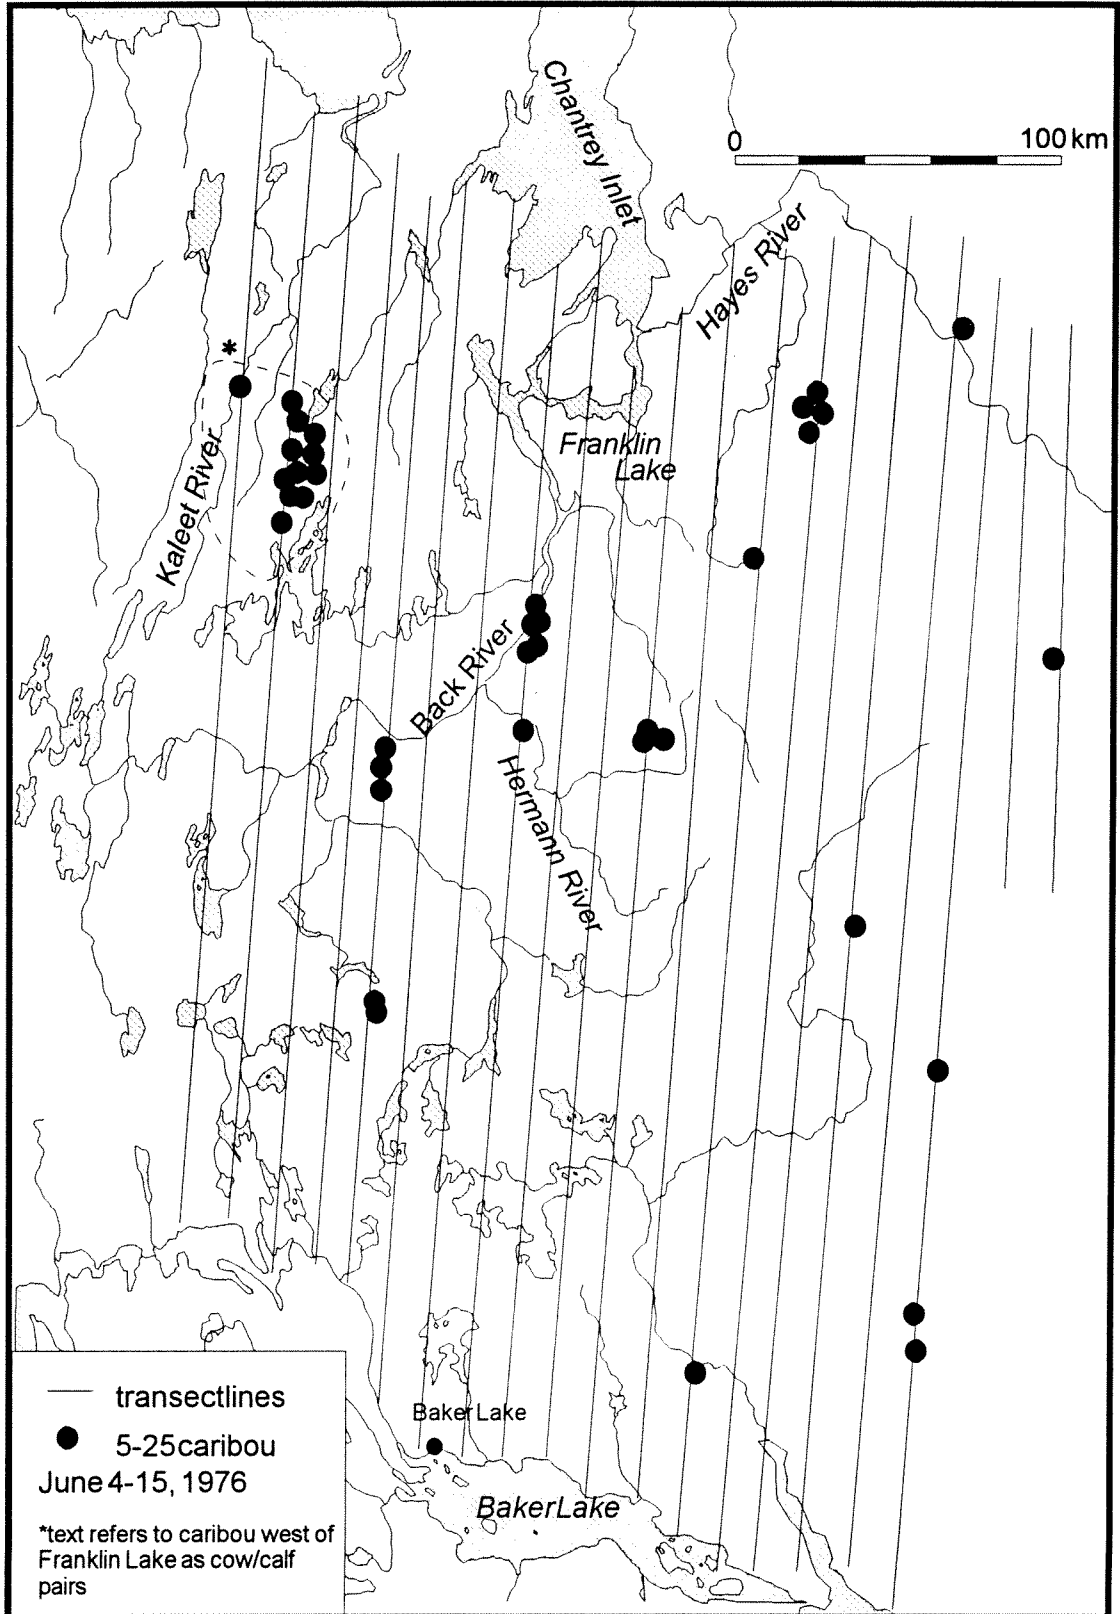 Chantrey Inlet
0 100 km
Hayes River
*
Franklin
Lake
Kaleet River
Back River
Hermann River
transectlines
5-25caribou
June 4-15, 1976
*text refers to caribou west of
Franklin Lake as cow/calf
pairs
Baker Lake
BakerLake